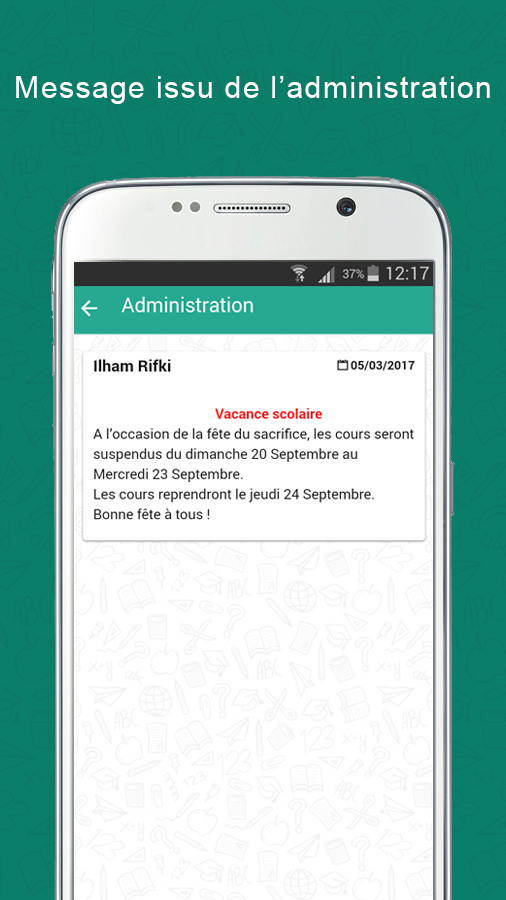 Message issu de l’administration
37% 12:17
Administration
Ilham Rifki 05/03/2017
Vacance scolaire
A l’occasion de la fête du sacrifice, les cours seront
suspendus du dimanche 20 Septembre au
Mercredi 23 Septembre.
Les cours reprendront le jeudi 24 Septembre.
Bonne fête à tous !